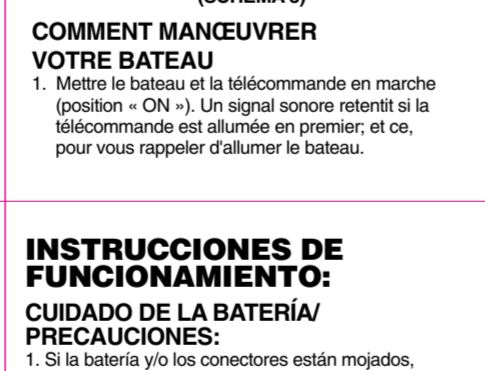 (SCHEMA 3)
COMMENT MANŒUVRER
VOTRE BATEAU
1. Mettre le bateau et la télécommande en marche
(position « ON »). Un signal sonore retentit si la
télécommande est allumée en premier; et ce,
pour vous rappeler d'allumer le bateau.
INSTRUCCIONES DE
FUNCIONAMIENTO:
CUIDADO DE LA BATERÍA/
PRECAUCIONES:
1. Si la batería y/o los conectores están mojados,